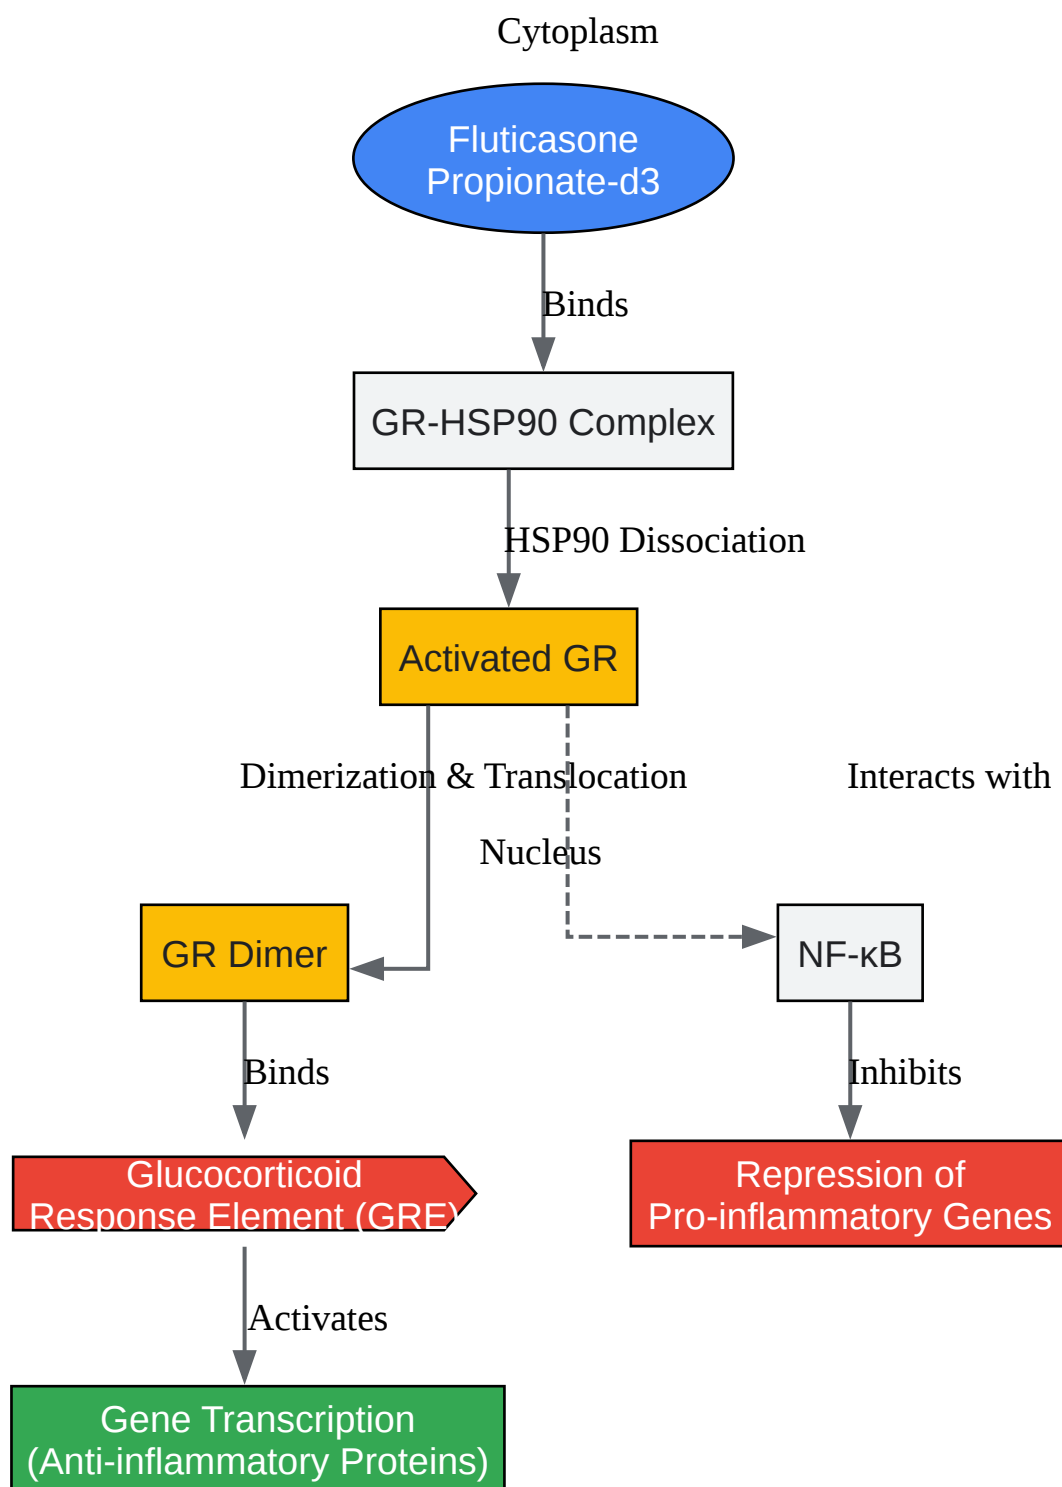 Cytoplasm
Fluticasone
Propionate-d3
Binds
GR-HSP90 Complex
HSP90 Dissociation
Activated GR
Dimerization & Translocation
Interacts with
Nucleus
GR Dimer
NF-κB
Binds
Inhibits
Glucocorticoid
Response Element (GRE)
Repression of
Pro-inflammatory Genes
Activates
Gene Transcription
(Anti-inflammatory Proteins)